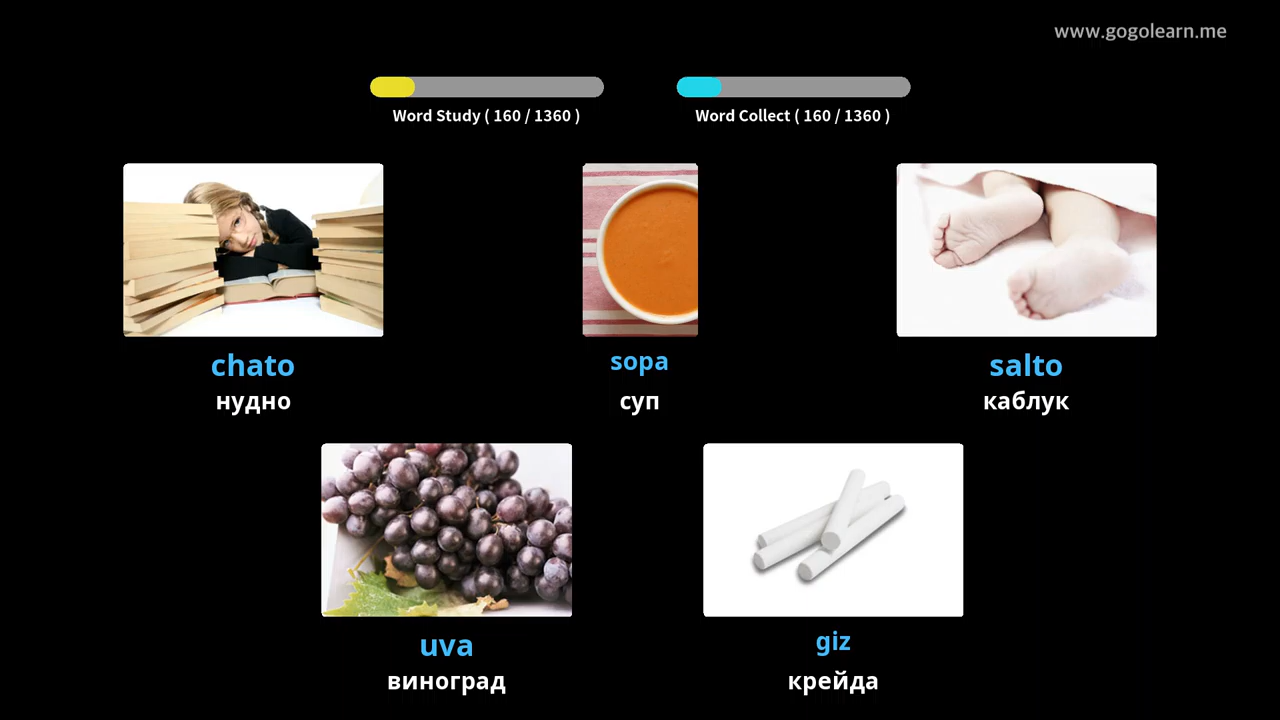 www.gogolearn.me
Word Study ( 160 / 1360 )
Word Collect ( 160 / 1360 )
chato
нудно
sopa
суп
salto
каблук
uva
виноград
giz
крейда